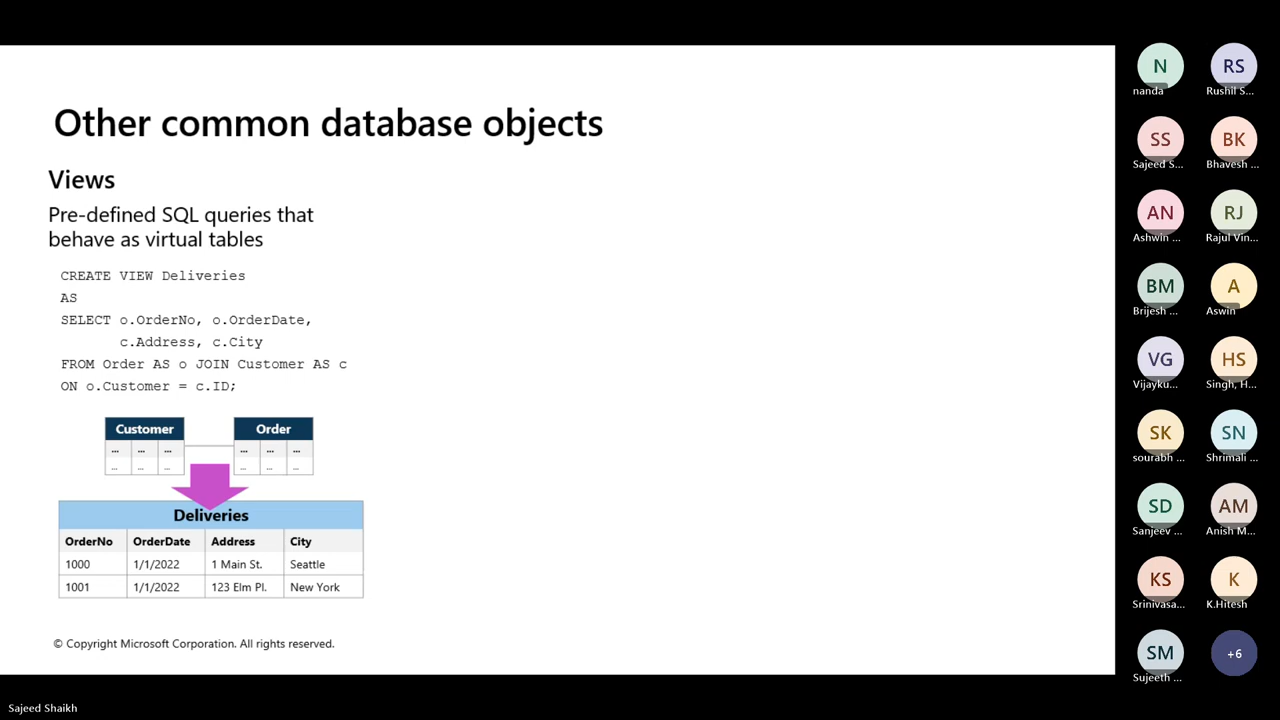 Other common database objects
Views
Pre-defined SQL queries that
behave as virtual tables
CREATE VIEW Deliveries
AS
SELECT o.OrderNo, o.OrderDate,
c.Address, c.City
FROM Order AS o JOIN Customer AS c
ON o.Customer = c.ID;
Customer Order
... ... ... ... ... ...
... ... ... ... ... ...
Deliveries
OrderNo OrderDate Address City
1000 1/1/2022 1 Main St. Seattle
1001 1/1/2022 123 Elm Pl. New York
© Copyright Microsoft Corporation. All rights reserved.
Sajeed Shaikh
N RS
nanda Rushil S...
SS BK
Sajeed S... Bhavesh ...
AN RJ
Ashwin ... Rajul Vin...
BM A
Brijesh ... Aswin
VG HS
Vijayku... Singh, H...
SK SN
sourabh ... Shrimali ...
SD AM
Sanjeev ... Anish M...
KS K
Srinivasa... K.Hitesh
SM +6
Sujeeth ...